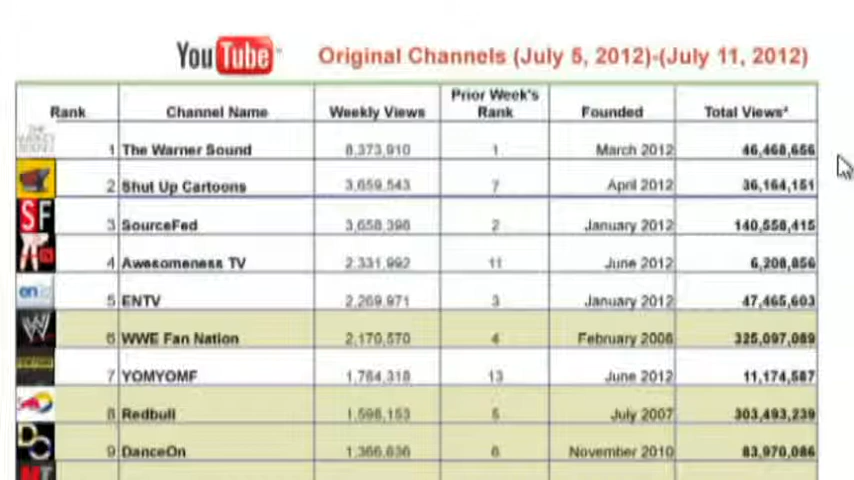 You Tube Original Channels (July 5, 2012)-(July 11, 2012)
Rank Channel Name Weekly Views Prior Week's Rank Founded Total Views*
1 The Warner Sound 8,373,910 1 March 2012 46,468,656
2 Shut Up Cartoons 3,659,543 7 April 2012 36,164,151
SF 3 SourceFed 3,658,398 2 January 2012 140,558,415
4 Awesomeness TV 2,331,992 11 June 2012 6,208,856
5 ENTV 2,269,971 3 January 2012 47,465,603
W 6 WWE Fan Nation 2,170,570 4 February 2006 325,097,089
7 YOMYOMF 1,764,318 13 June 2012 11,174,587
8 Redbull 1,598,153 5 July 2007 303,493,239
9 DanceOn 1,366,636 6 November 2010 83,970,086